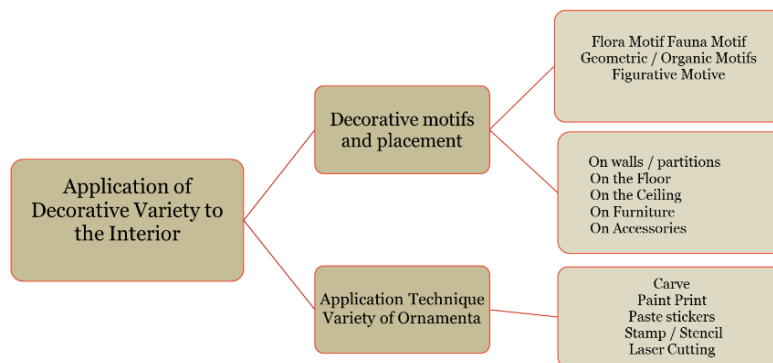 Application of
Decorative Variety to
the Interior
Decorative motifs
and placement
Flora Motif Fauna Motif
Geometric / Organic Motifs
Figurative Motive
On walls / partitions
On the Floor
On the Ceiling
On Furniture
On Accessories
Application Technique
Variety of Ornamenta
Carve
Paint Print
Paste stickers
Stamp / Stencil
Laser Cutting